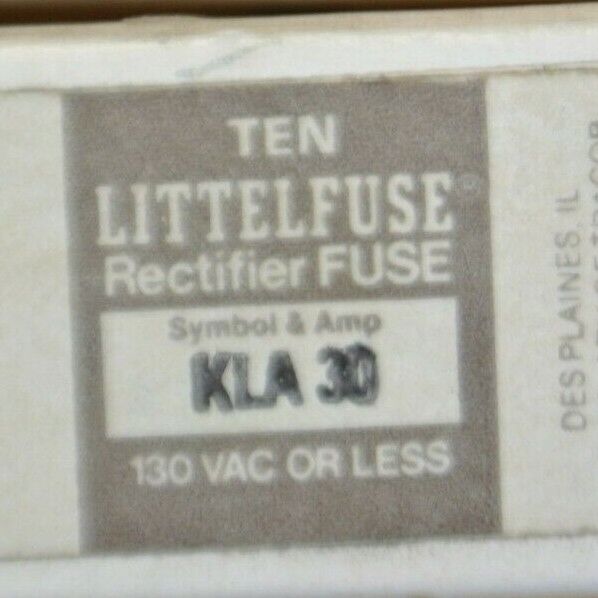 TEN
LITTELFUSE®
Rectifier FUSE
Symbol & Amp
KLA 30
130 VAC OR LESS
DES PLAINES, IL